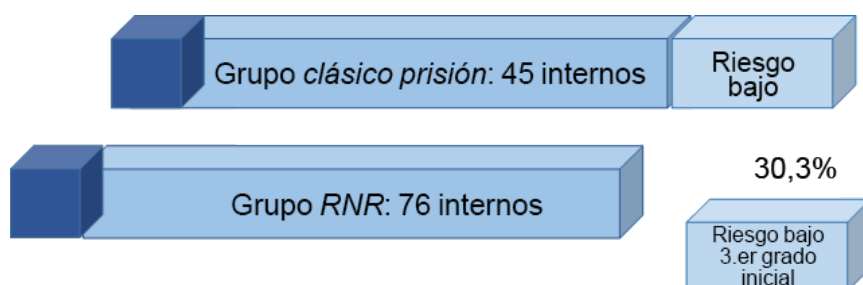 Grupo clásico prisión: 45 internos
Riesgo
bajo
Grupo RNR: 76 internos
30,3%
Riesgo bajo
3.er grado
inicial